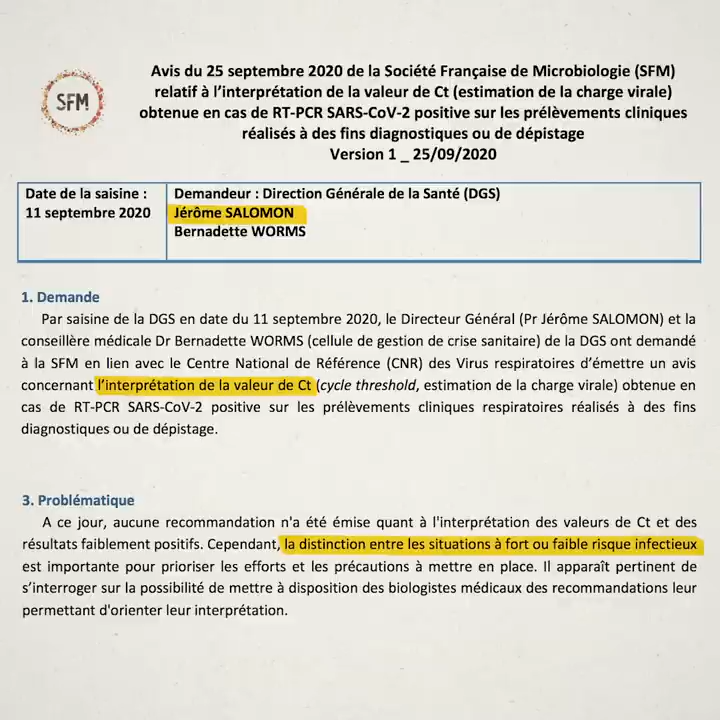 SFM
Avis du 25 septembre 2020 de la Société Française de Microbiologie (SFM)
relatif à l'interprétation de la valeur de Ct (estimation de la charge virale)
obtenue en cas de RT-PCR SARS-CoV-2 positive sur les prélèvements cliniques
réalisés à des fins diagnostiques ou de dépistage
Version 1 _ 25/09/2020
Date de la saisine :
11 septembre 2020
Demandeur : Direction Générale de la Santé (DGS)
Jérôme SALOMON
Bernadette WORMS
1. Demande
Par saisine de la DGS en date du 11 septembre 2020, le Directeur Général (Pr Jérôme SALOMON) et la
conseillère médicale Dr Bernadette WORMS (cellule de gestion de crise sanitaire) de la DGS ont demandé
à la SFM en lien avec le Centre National de Référence (CNR) des Virus respiratoires d'émettre un avis
concernant l'interprétation de la valeur de Ct (cycle threshold, estimation de la charge virale) obtenue en
cas de RT-PCR SARS-CoV-2 positive sur les prélèvements cliniques respiratoires réalisés à des fins
diagnostiques ou de dépistage.
3. Problématique
A ce jour, aucune recommandation n'a été émise quant à l'interprétation des valeurs de Ct et des
résultats faiblement positifs. Cependant, la distinction entre les situations à fort ou faible risque infectieux
est importante pour prioriser les efforts et les précautions à mettre en place. Il apparaît pertinent de
s'interroger sur la possibilité de mettre à disposition des biologistes médicaux des recommandations leur
permettant d'orienter leur interprétation.